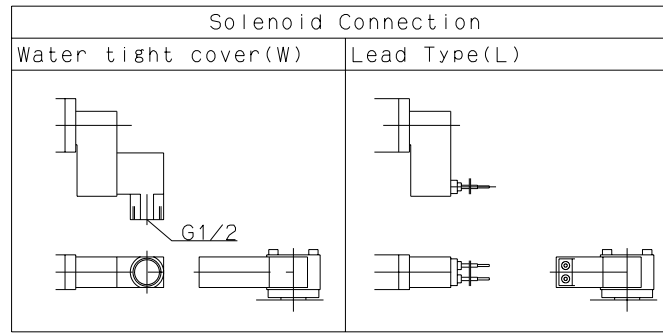 Solenoid Connection
Water tight cover(W)
Lead Type(L)
G1/2